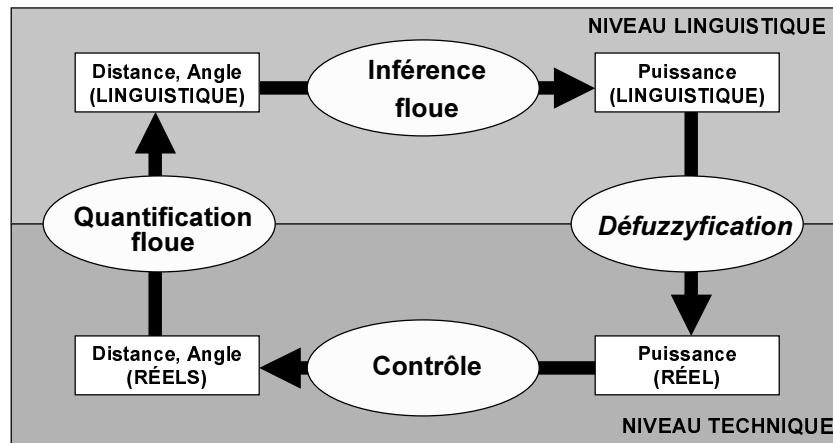 NIVEAU LINGUISTIQUE
Distance, Angle
(LINGUISTIQUE)
Inférence
floue
Puissance
(LINGUISTIQUE)
Quantification
floue
Défuzzyfication
Distance, Angle
(RÉELS)
Contrôle
Puissance
(RÉEL)
NIVEAU TECHNIQUE